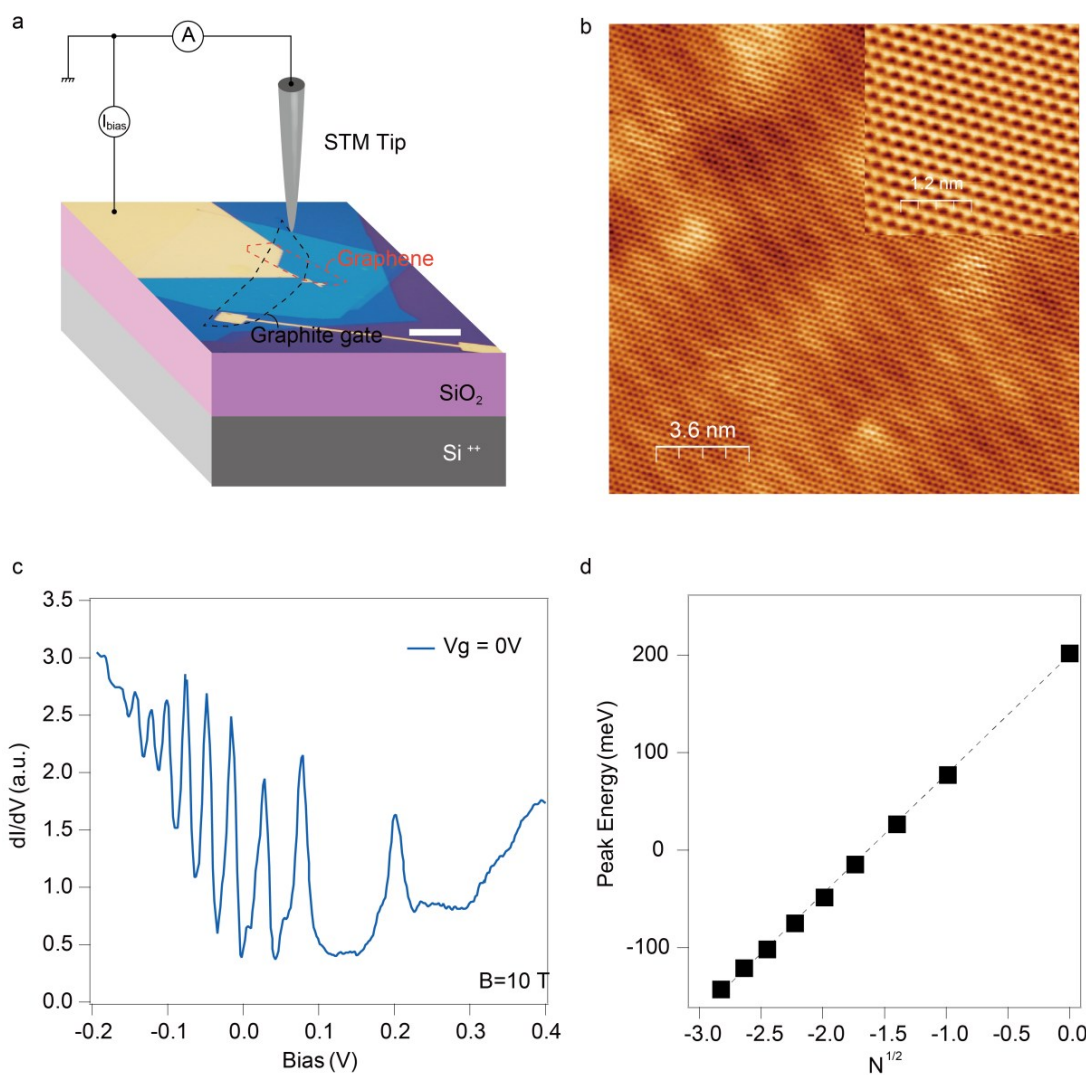 a
A
I_bias
STM Tip
Graphene
Graphite gate
SiO₂
Si ⁺⁺
b
1.2 nm
3.6 nm
c
3.5
3.0
2.5
2.0
1.5
1.0
0.5
0.0
dI/dV (a.u.)
Vg = 0V
B=10 T
-0.2 -0.1 0.0 0.1 0.2 0.3 0.4
Bias (V)
d
200
100
0
-100
Peak Energy (meV)
-3.0 -2.5 -2.0 -1.5 -1.0 -0.5 0.0
N¹ᐟ²